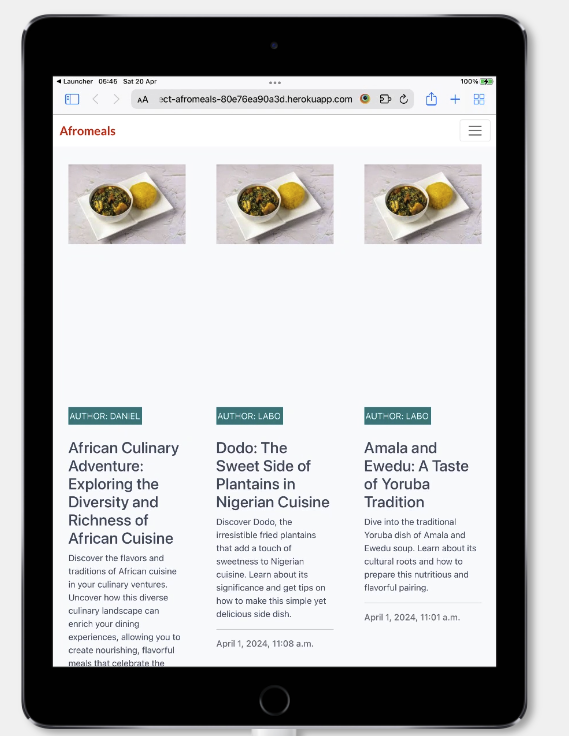 Launcher 05:45 Sat 20 Apr
100%
AA ect-afromeals-80e76ea90a3d.herokuapp.com
Afromeals
AUTHOR: DANIEL
African Culinary
Adventure:
Exploring the
Diversity and
Richness of
African Cuisine
Discover the flavors and
traditions of African cuisine
in your culinary ventures.
Uncover how this diverse
culinary landscape can
enrich your dining
experiences, allowing you to
create nourishing, flavorful
meals that celebrate the
AUTHOR: LABO
Dodo: The
Sweet Side of
Plantains in
Nigerian Cuisine
Discover Dodo, the
irresistible fried plantains
that add a touch of
sweetness to Nigerian
cuisine. Learn about its
significance and get tips on
how to make this simple yet
delicious side dish.
April 1, 2024, 11:08 a.m.
AUTHOR: LABO
Amala and
Ewedu: A Taste
of Yoruba
Tradition
Dive into the traditional
Yoruba dish of Amala and
Ewedu soup. Learn about its
cultural roots and how to
prepare this nutritious and
flavorful pairing.
April 1, 2024, 11:01 a.m.